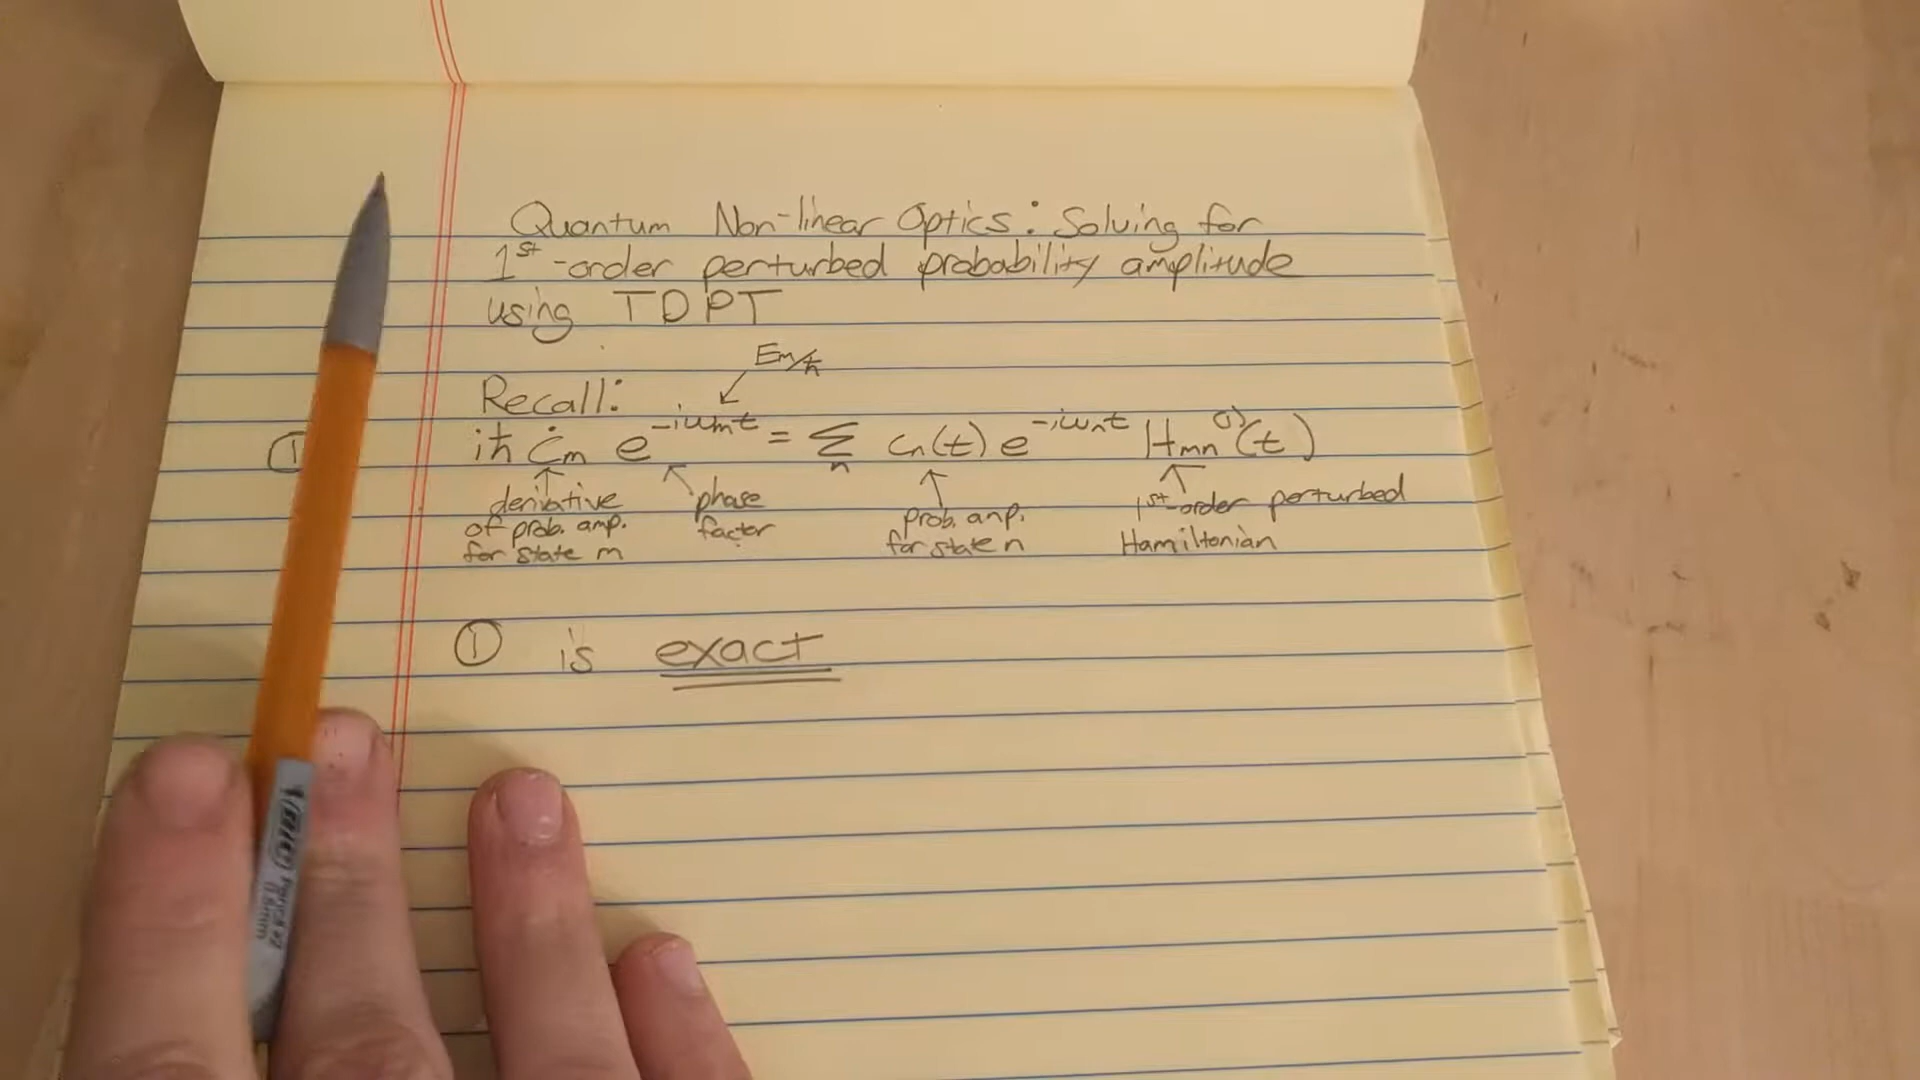 Quantum Non-linear Optics: Solving for
1st-order perturbed probability amplitude
using TDPT
Em/ħ
Recall:
① iħ ċm e^-iωmt = Σn cn(t) e^-iωnt Hmn^(1)(t)
derivative
of prob. amp.
for state m
phase
factor
prob. amp.
for state n
1st-order perturbed
Hamiltonian
① is exact
BIC